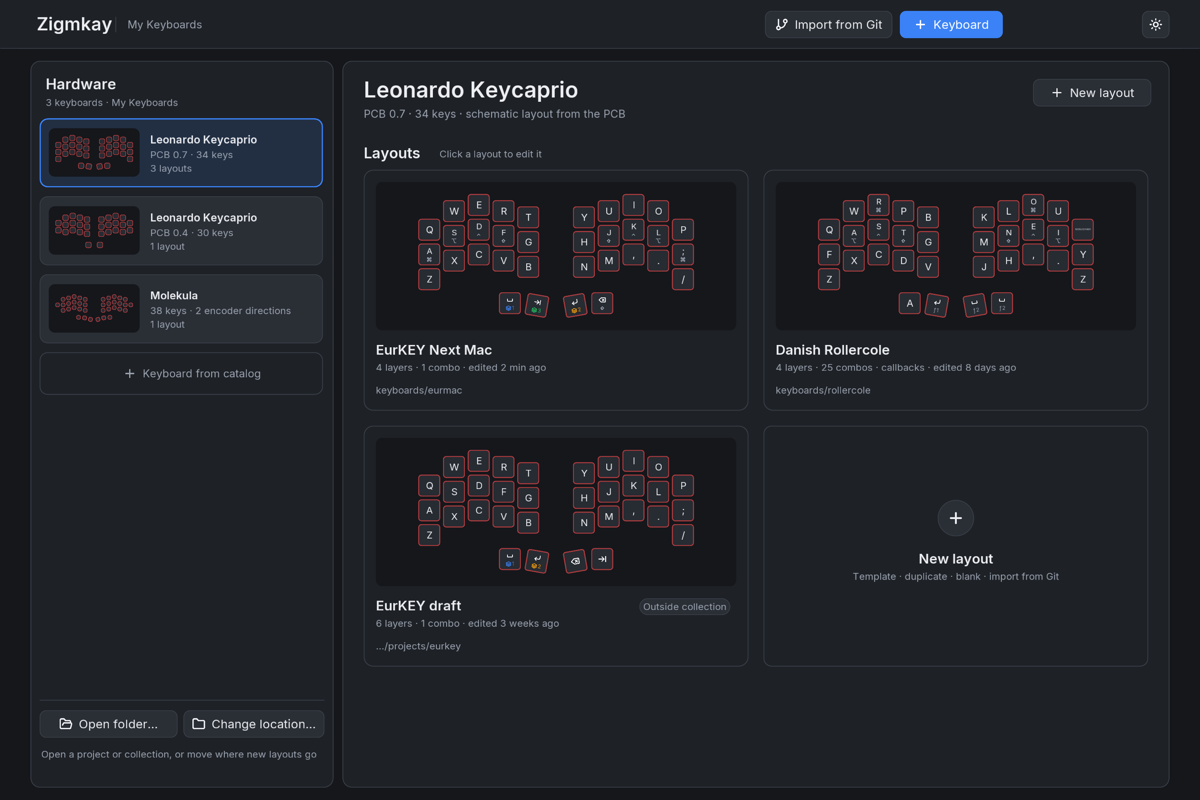 Zigmkay
My Keyboards
Import from Git
+ Keyboard
Hardware
3 keyboards · My Keyboards
Leonardo Keycaprio
PCB 0.7 · 34 keys
3 layouts
Leonardo Keycaprio
PCB 0.4 · 30 keys
1 layout
Molekula
38 keys · 2 encoder directions
1 layout
+ Keyboard from catalog
Open folder...
Change location...
Open a project or collection, or move where new layouts go
Leonardo Keycaprio
PCB 0.7 · 34 keys · schematic layout from the PCB
+ New layout
Layouts
Click a layout to edit it
Q W E R T Y U I O P
A S D F G H J K L ;
Z X C V B N M , . /
EurKEY Next Mac
4 layers · 1 combo · edited 2 min ago
keyboards/eurmac
Q W R P B K L O U
F A S T G M N E I Y
Z X C D V J H , . Z
A
Danish Rollercole
4 layers · 25 combos · callbacks · edited 8 days ago
keyboards/rollercole
Q W E R T Y U I O P
A S D F G H J K L ;
Z X C V B N M , . /
EurKEY draft
Outside collection
6 layers · 1 combo · edited 3 weeks ago
.../projects/eurkey
+
New layout
Template · duplicate · blank · import from Git